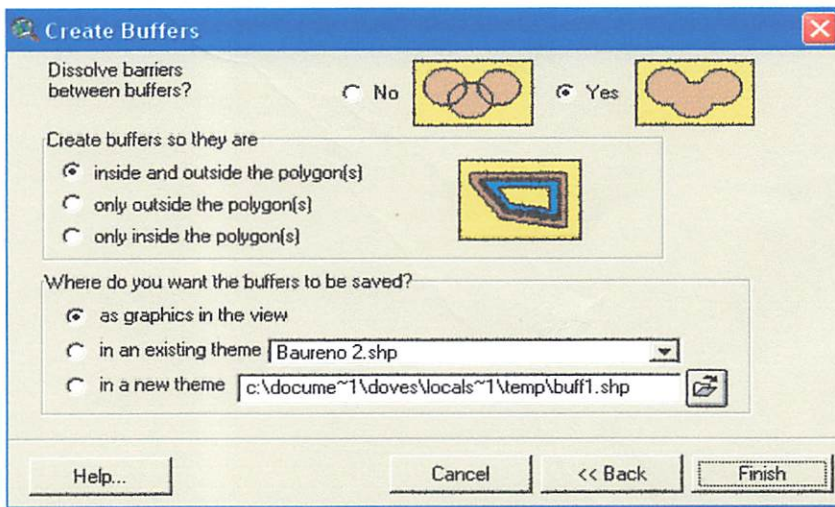 Create Buffers
Dissolve barriers
between buffers?
No
Yes
Create buffers so they are
inside and outside the polygon(s)
only outside the polygon(s)
only inside the polygon(s)
Where do you want the buffers to be saved?
as graphics in the view
in an existing theme Baureno 2.shp
in a new theme c:\docume~1\doves\locals~1\temp\buff1.shp
Help... Cancel << Back Finish